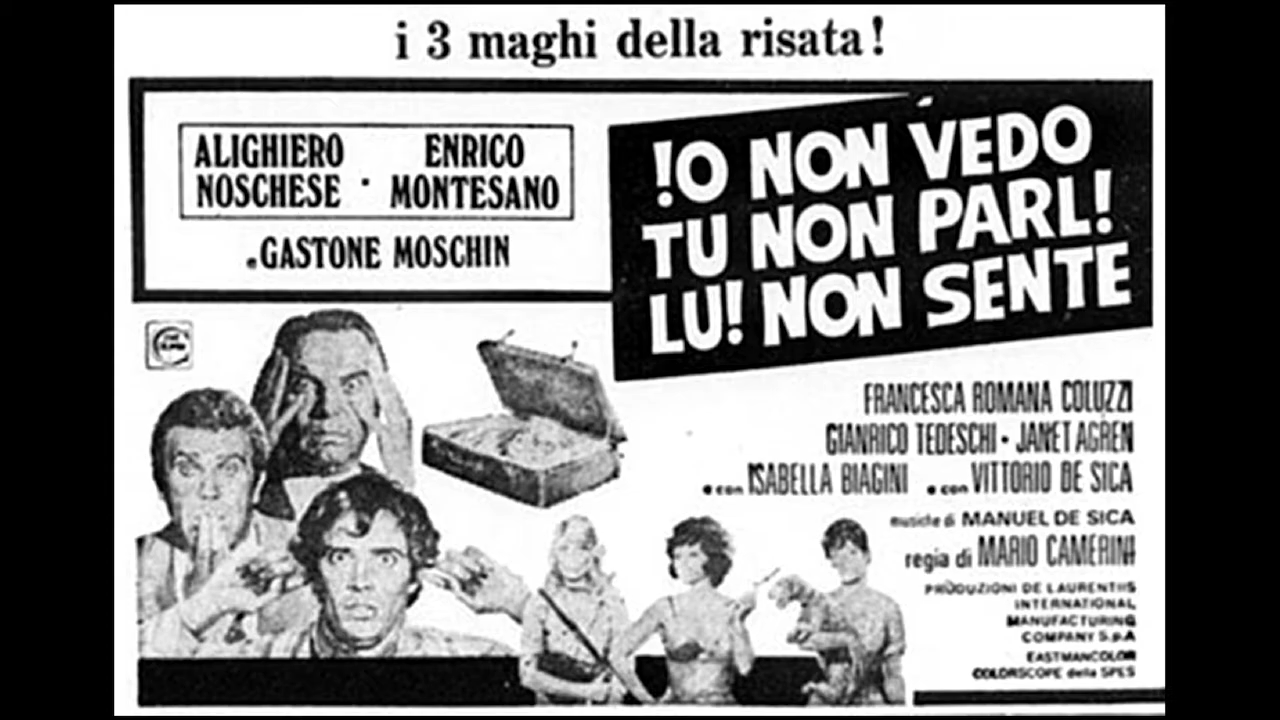 i 3 maghi della risata!
ALIGHIERO NOSCHESE · ENRICO MONTESANO
e GASTONE MOSCHIN
!O NON VEDO
TU NON PARL!
LU! NON SENTE
FRANCESCA ROMANA COLUZZI
GIANRICO TEDESCHI • JANET AGREN
e con ISABELLA BIAGINI e con VITTORIO DE SICA
musiche di MANUEL DE SICA
regia di MARIO CAMERINI
PRODUZIONI DE LAURENTIIS
INTERNATIONAL
MANUFACTURING
COMPANY S.p.A
EASTMANCOLOR
COLORSCOPE della SPES